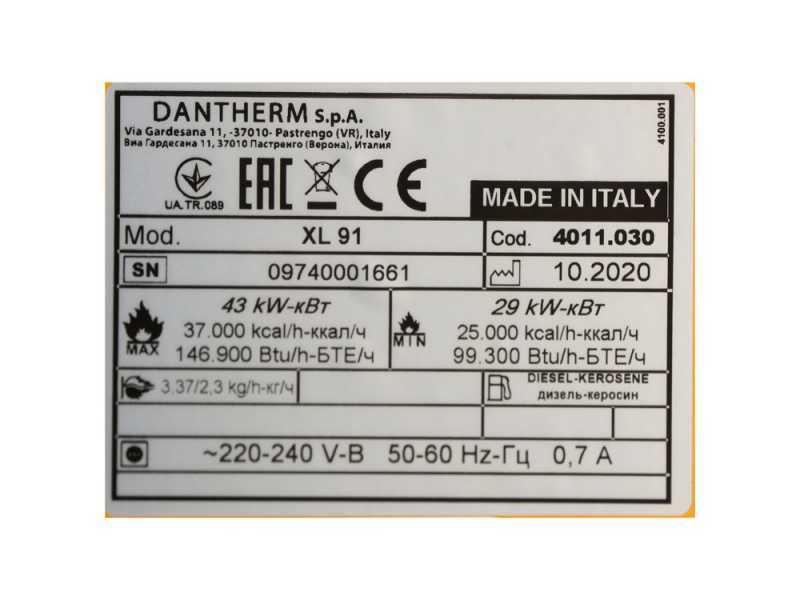 DANTHERM S.p.A.
Via Gardesana 11, -37010- Pastrengo (VR), Italy
Виа Гардесана 11, 37010 Пастренго (Верона), Италия
4100.001
UA.TR.089
EAC
CE
MADE IN ITALY
Mod. XL 91
Cod. 4011.030
SN 09740001661
10.2020
43 kW-кВт
37.000 kcal/h-ккал/ч
146.900 Btu/h-БТЕ/ч
MAX
29 kW-кВт
25.000 kcal/h-ккал/ч
99.300 Btu/h-БТЕ/ч
MIN
3,37/2,3 kg/h-кг/ч
DIESEL-KEROSENE
дизель-керосин
~220-240 V-В 50-60 Hz-Гц 0,7 A